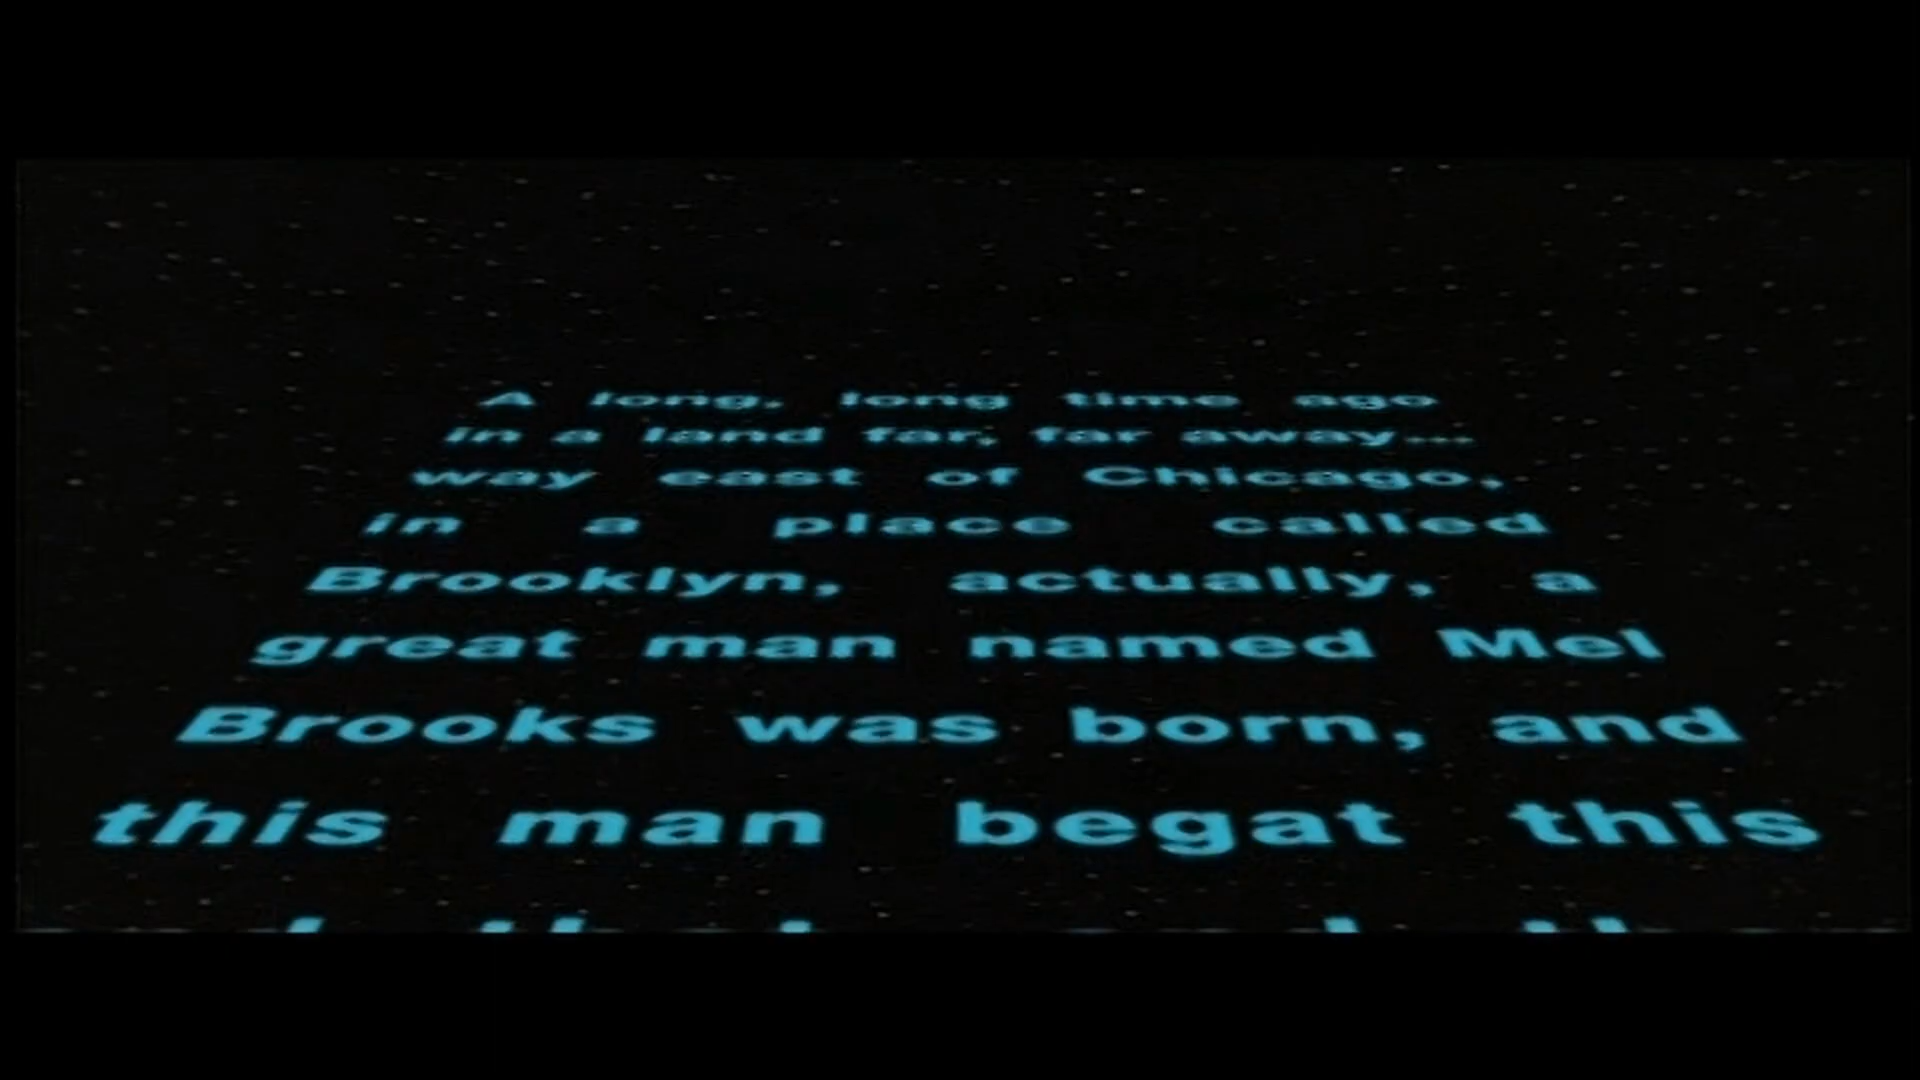 A long, long time ago
in a land far, far away...
way east of Chicago,
in a place called
Brooklyn, actually, a
great man named Mel
Brooks was born, and
this man begat this